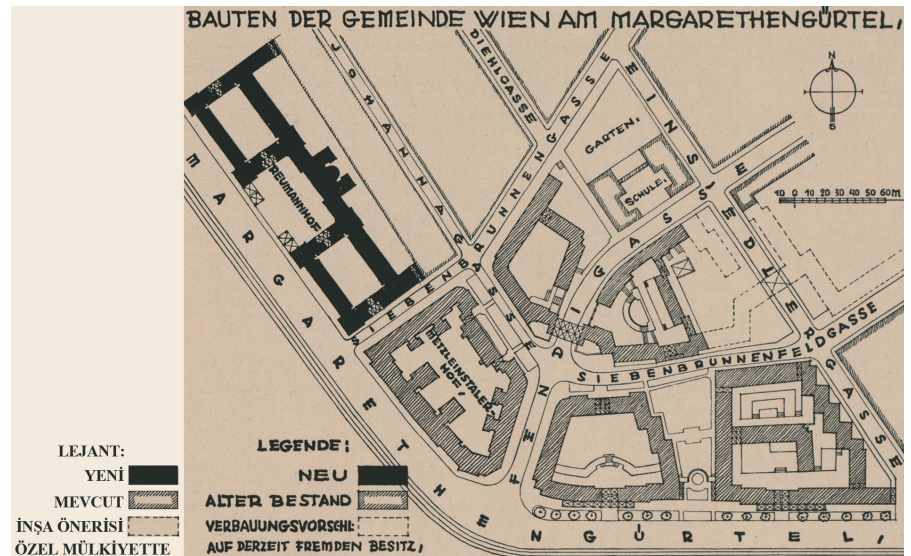 BAUTEN DER GEMEINDE WIEN AM MARGARETHENGÜRTEL,
JOHANNAGASSE
DIEHLGASSE
SIEBENBRUNNENGASSE
EINSIEDLERGASSE
GARTEN,
SCHULE,
S
10 0 10 20 30 40 50 60m
REUMANNHOF
MARGARETHENGÜRTEL,
SIEBENBRUNNENFELDGASSE
METZLEINSTALER-
HOF,
FENDIGASSE
LEJANT:
YENİ
MEVCUT
İNŞA ÖNERİSİ
ÖZEL MÜLKİYETTE
LEGENDE:
NEU
ALTER BESTAND
VERBAUUNGSVORSCHL
AUF DERZEIT FREMDEN BESITZ,